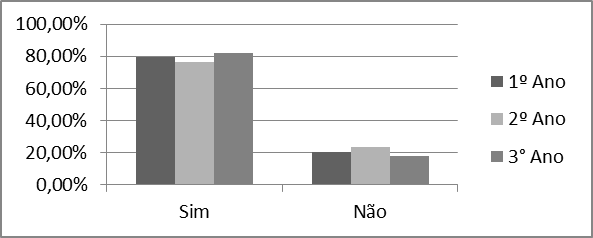 100,00%
80,00%
60,00%
40,00%
20,00%
0,00%
Sim
Não
1º Ano
2º Ano
3° Ano